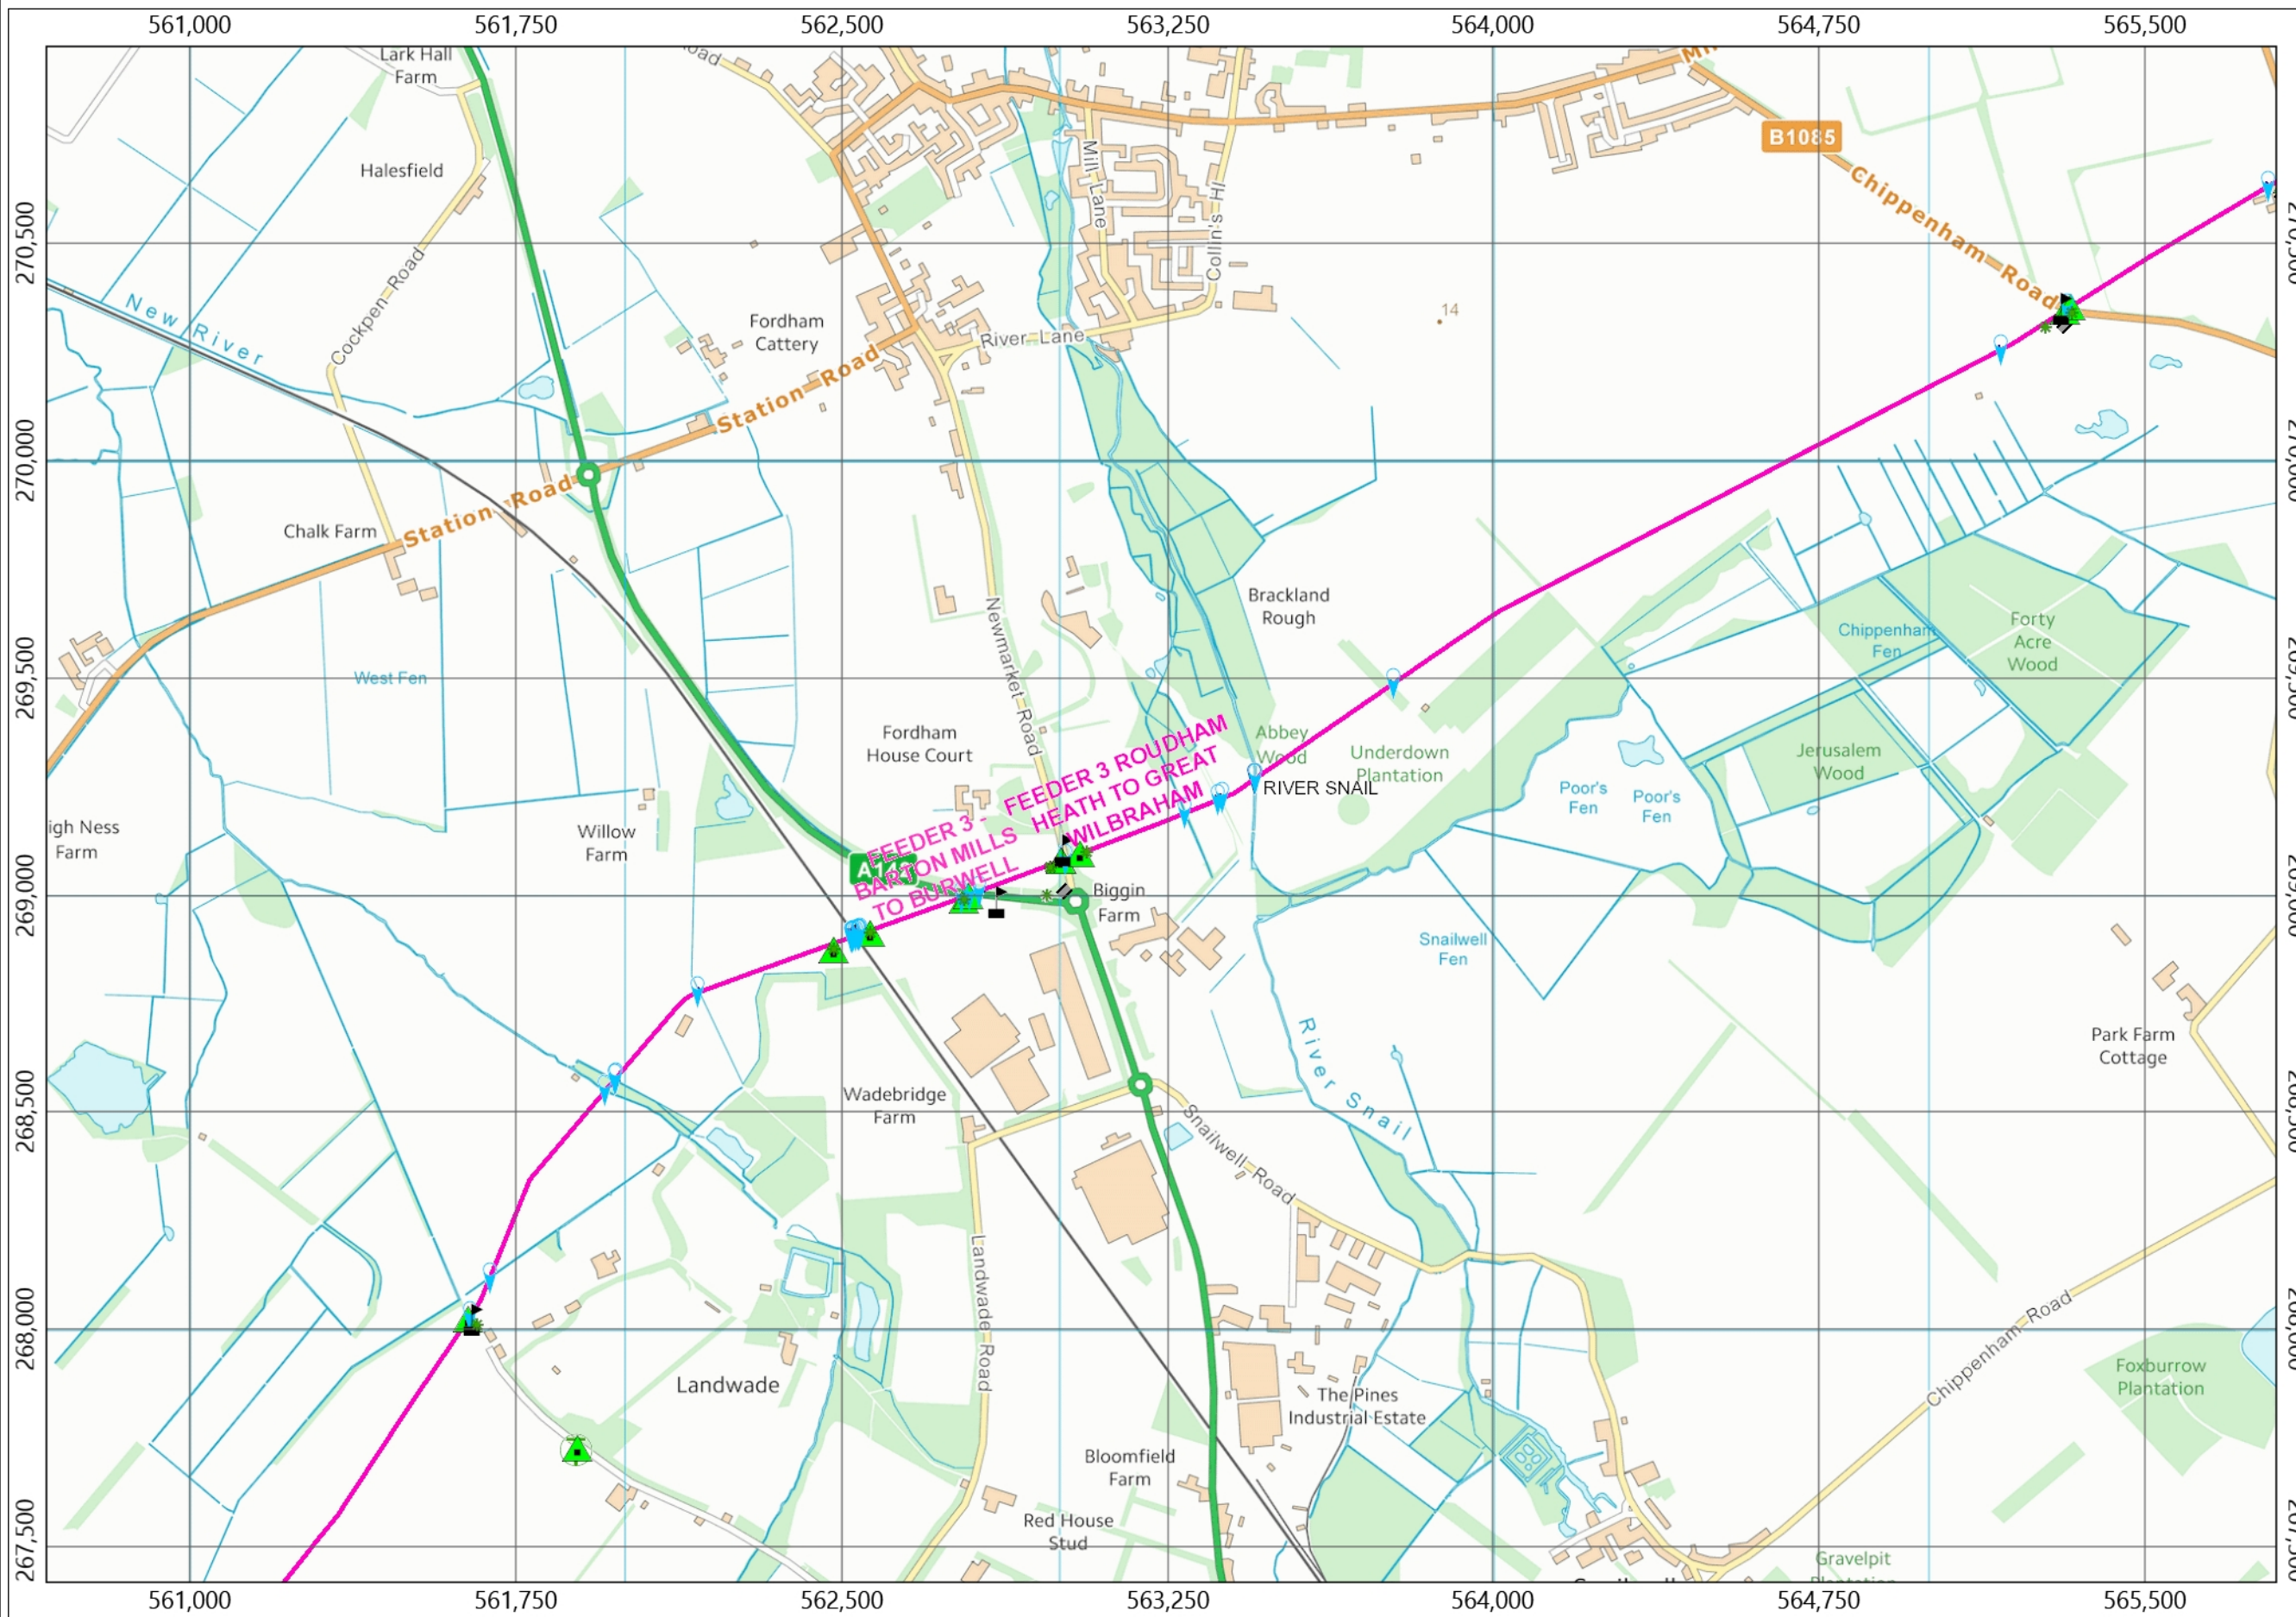 561,000 561,750 562,500 563,250 564,000 564,750 565,500
Lark Hall
Farm
Halesfield
Cockpen Road
New River
Mill Lane
Collin's Hl
B1085
Chippenham Road
270,500
Fordham
Cattery
River Lane
14
Station Road
270,000
Chalk Farm
Station Road
Newmarket Road
Brackland
Rough
Chippenham
Fen
Forty
Acre
Wood
West Fen
269,500
Fordham
House Court
Abbey
Wood
Underdown
Plantation
Jerusalem
Wood
FEEDER 3 ROUDHAM
HEATH TO GREAT
WILBRAHAM
RIVER SNAIL
Poor's
Fen
Poor's
Fen
igh Ness
Farm
Willow
Farm
FEEDER 3 -
BARTON MILLS
TO BURWELL
269,000
Biggin
Farm
Snailwell
Fen
River Snail
Park Farm
Cottage
Wadebridge
Farm
268,500
Snailwell Road
Landwade Road
268,000
Chippenham Road
Landwade
The Pines
Industrial Estate
Foxburrow
Plantation
Bloomfield
Farm
Red House
Stud
267,500
Gravelpit
561,000 561,750 562,500 563,250 564,000 564,750 565,500